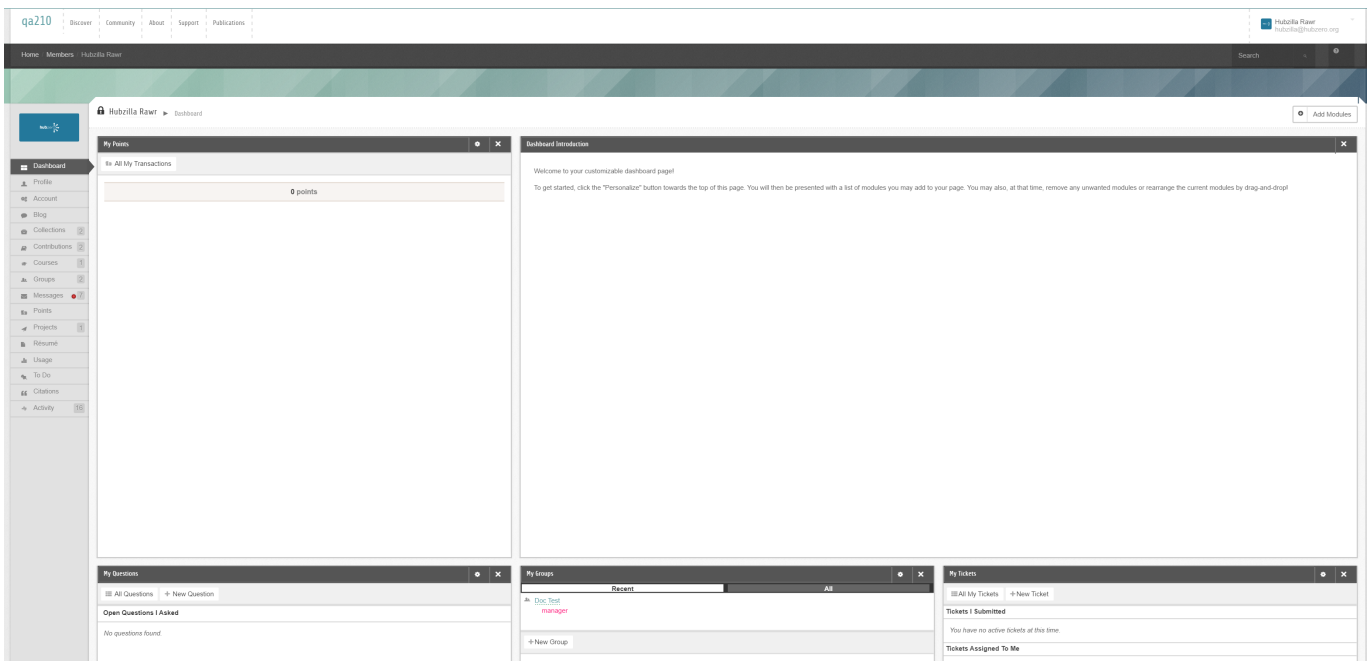 qa210 Discover Community About Support Publications
Hubzilla Rawr
hubzilla@hubzero.org
Home Members Hubzilla Rawr Search
Hubzilla Rawr ► Dashboard
Add Modules
Dashboard
Profile
Account
Blog
Collections 2
Contributions 2
Courses 1
Groups 2
Messages 7
Points
Projects 1
Résumé
Usage
To Do
Citations
Activity 16
My Points
All My Transactions
0 points
Dashboard Introduction
Welcome to your customizable dashboard page!
To get started, click the "Personalize" button towards the top of this page. You will then be presented with a list of modules you may add to your page. You may also, at that time, remove any unwanted modules or rearrange the current modules by drag-and-drop!
My Questions
All Questions + New Question
Open Questions I Asked
No questions found.
My Groups
Recent All
Doc Test
manager
+New Group
My Tickets
All My Tickets +New Ticket
Tickets I Submitted
You have no active tickets at this time.
Tickets Assigned To Me